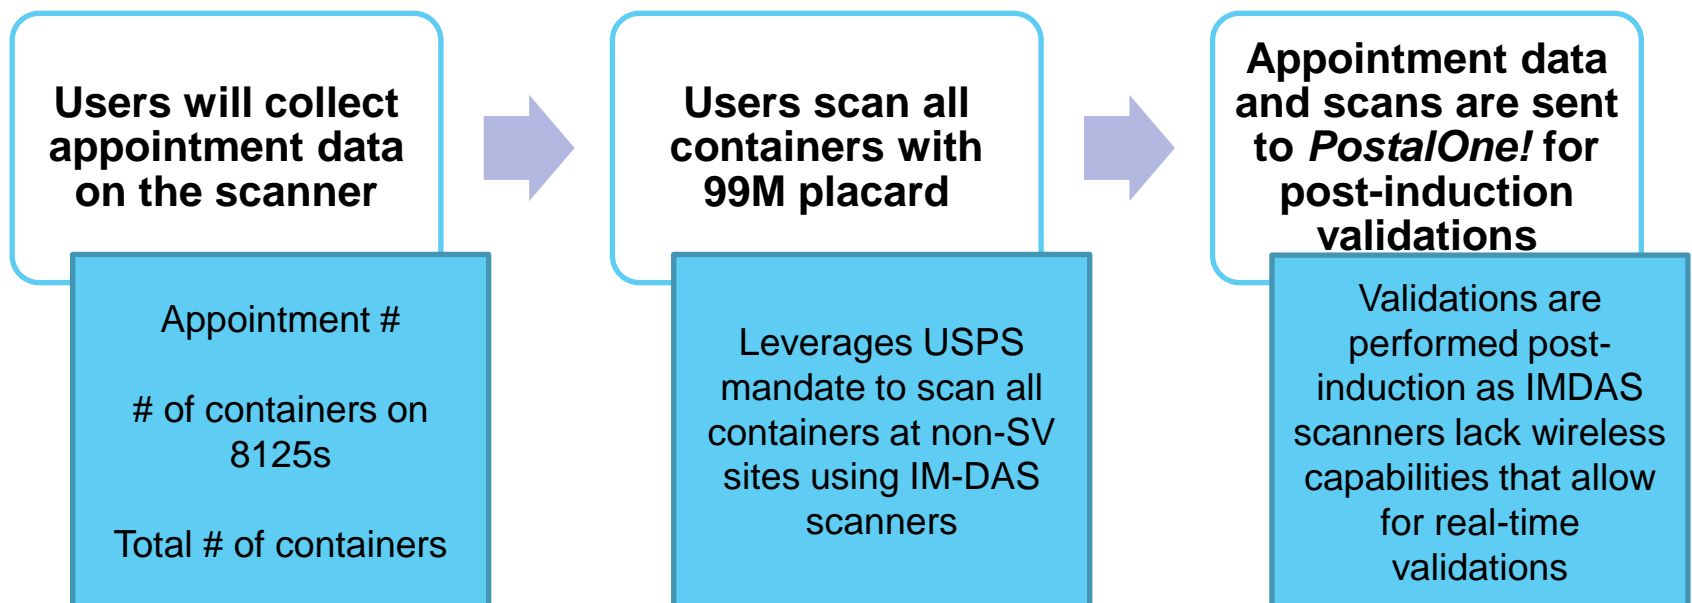 Users will collect
appointment data
on the scanner
Appointment #
# of containers on
8125s
Total # of containers
Users scan all
containers with
99M placard
Leverages USPS
mandate to scan all
containers at non-SV
sites using IM-DAS
scanners
Appointment data
and scans are sent
to PostalOne! for
post-induction
validations
Validations are
performed post-
induction as IMDAS
scanners lack wireless
capabilities that allow
for real-time
validations